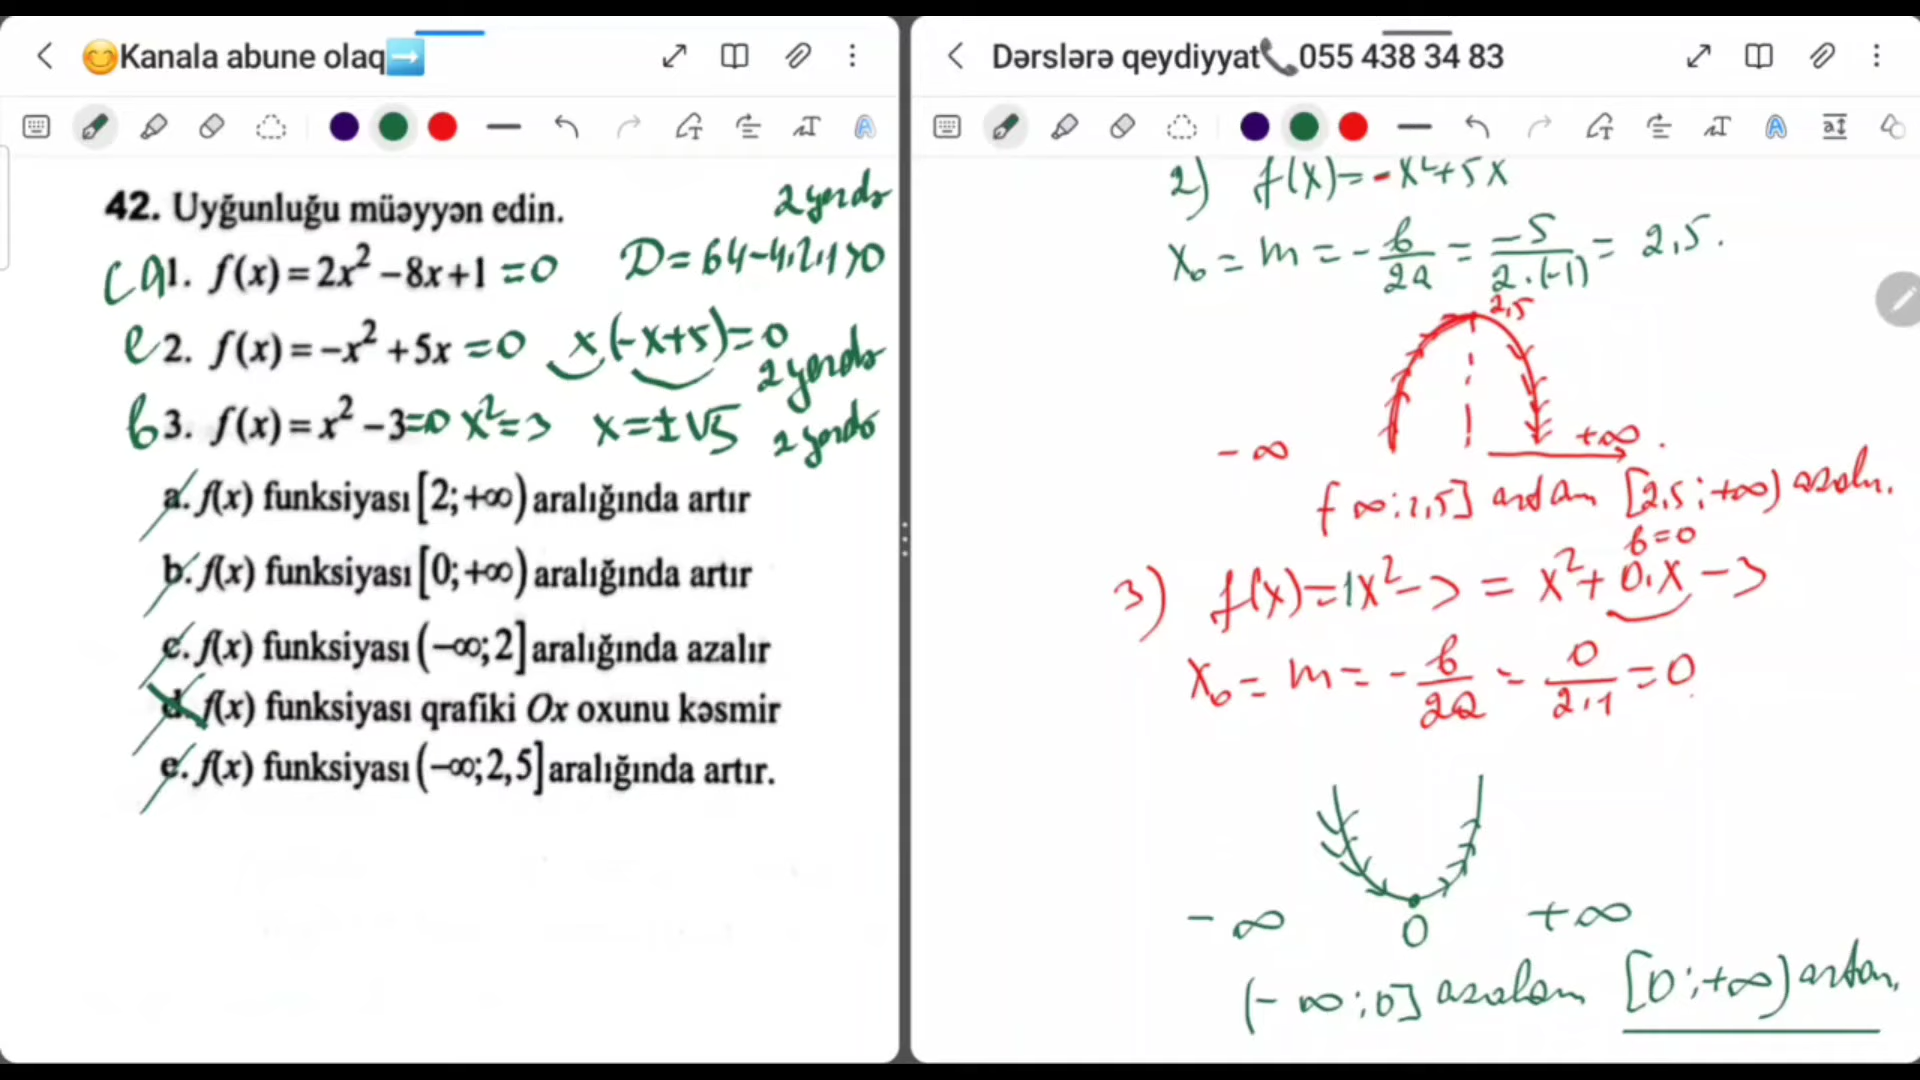 😊Kanala abune olaq➡️
42. Uyğunluğu müəyyən edin.
2 yerdə
c a 1. f(x) = 2x² − 8x + 1 = 0 D = 64 − 4·2·1 > 0
e 2. f(x) = −x² + 5x = 0 x(−x+5) = 0
2 yerdə
b 3. f(x) = x² − 3 = 0 x² = 3 x = ±√5 2 yerdə
a. f(x) funksiyası [2; +∞) aralığında artır
b. f(x) funksiyası [0; +∞) aralığında artır
c. f(x) funksiyası (−∞; 2] aralığında azalır
d. f(x) funksiyası qrafiki Ox oxunu kəsmir
e. f(x) funksiyası (−∞; 2,5] aralığında artır.
Dərslərə qeydiyyat📞055 438 34 83
2) f(x) = −x² + 5x
x₀ = m = − b/2a = −5/2·(−1) = 2,5.
2,5
− ∞ +∞ .
(−∞; 2,5] artan [2,5; +∞) azalır.
b = 0
3) f(x) = 1x² − 3 = x² + 0·x − 3
x₀ = m = − b/2a = 0/2·1 = 0
− ∞ 0 + ∞
(− ∞; 0] azalan [0; +∞) artan.